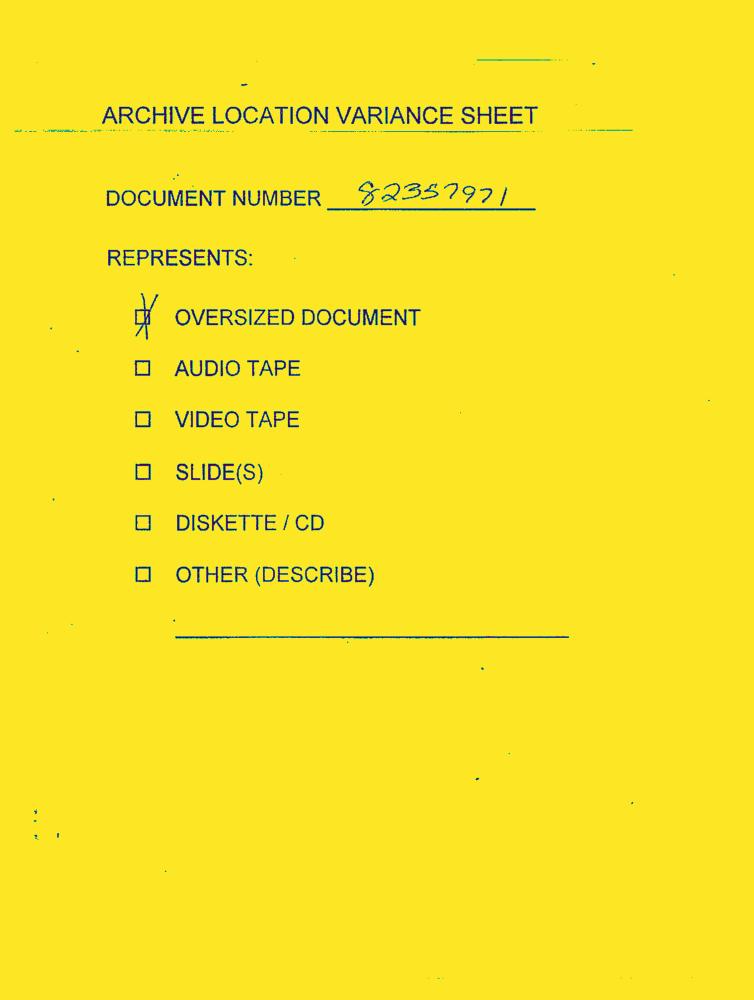 ARCHIVE LOCATION VARIANCE SHEET
DOCUMENT NUMBER 82357971
REPRESENTS:
☒ OVERSIZED DOCUMENT
☐ AUDIO TAPE
☐ VIDEO TAPE
☐ SLIDE(S)
☐ DISKETTE / CD
☐ OTHER (DESCRIBE)